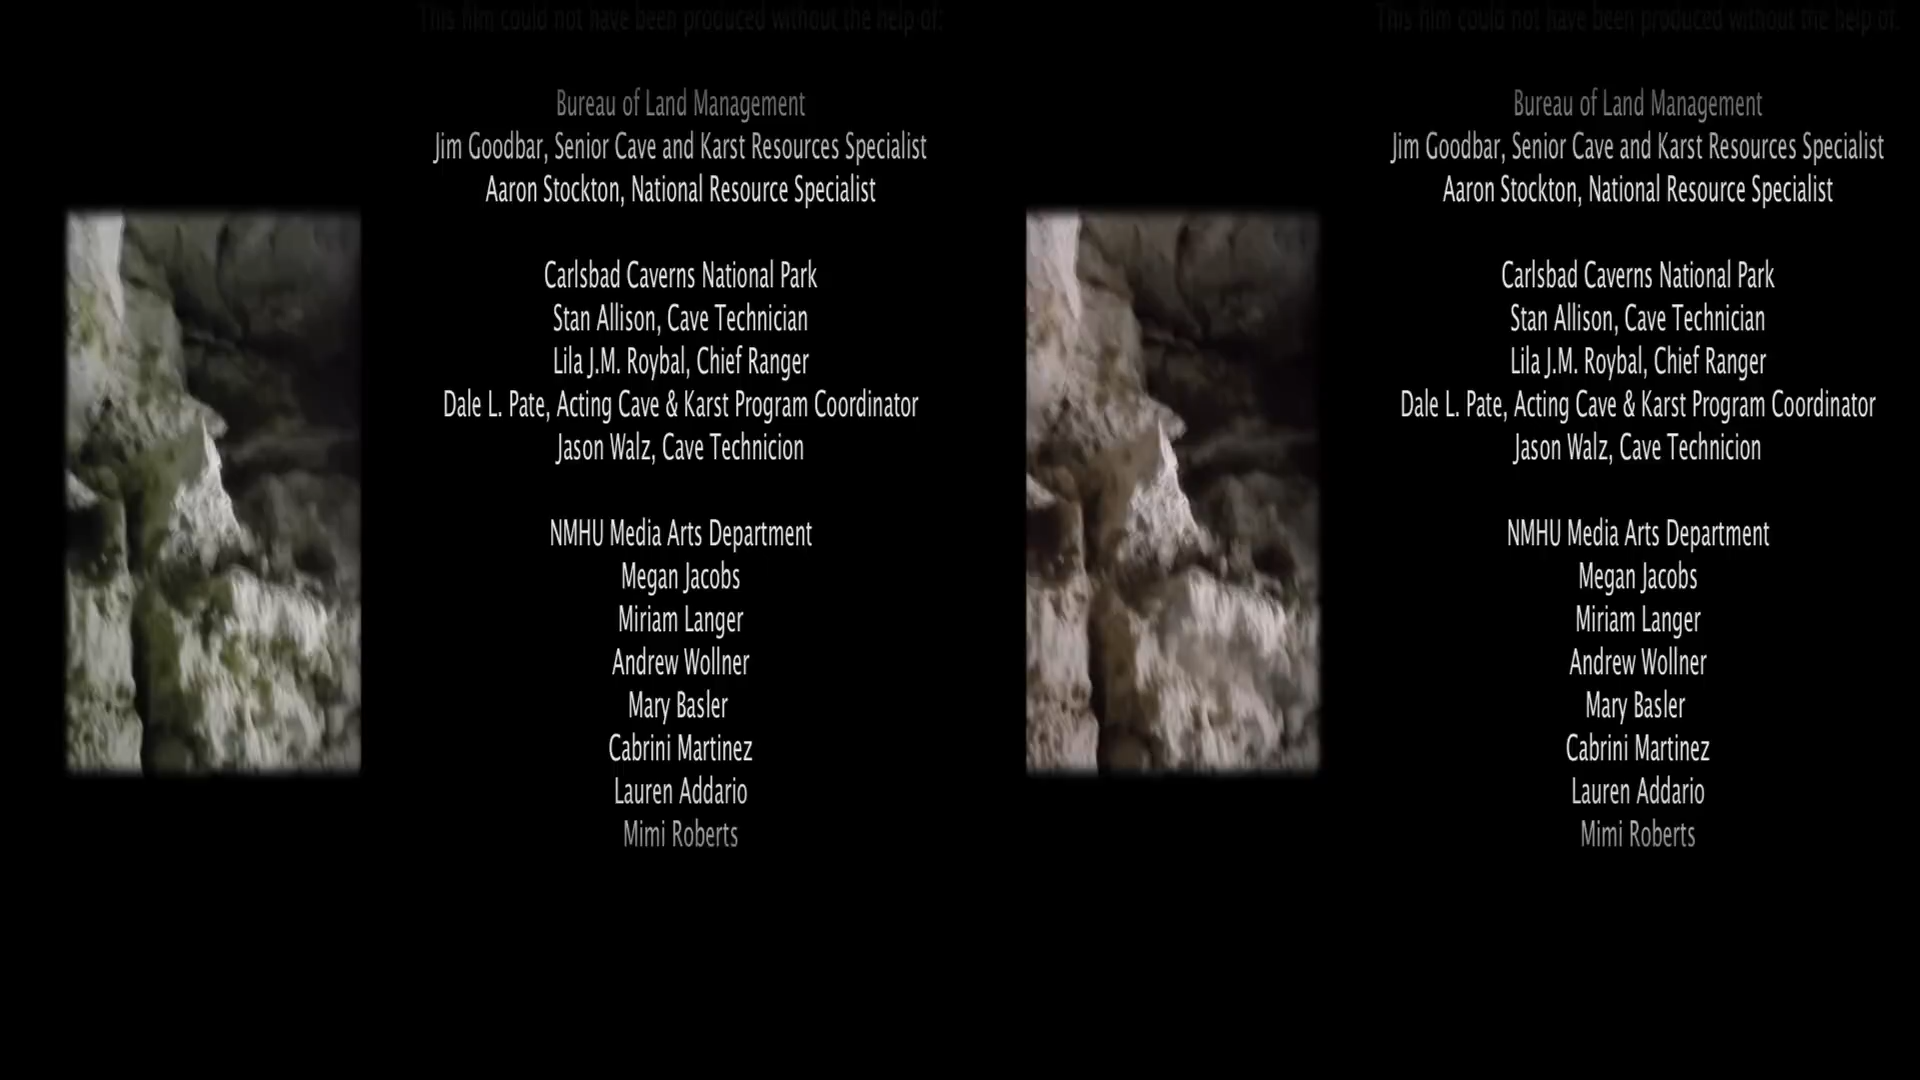 This film could not have been produced without the help of:
Bureau of Land Management
Jim Goodbar, Senior Cave and Karst Resources Specialist
Aaron Stockton, National Resource Specialist
Carlsbad Caverns National Park
Stan Allison, Cave Technician
Lila J.M. Roybal, Chief Ranger
Dale L. Pate, Acting Cave & Karst Program Coordinator
Jason Walz, Cave Technicion
NMHU Media Arts Department
Megan Jacobs
Miriam Langer
Andrew Wollner
Mary Basler
Cabrini Martinez
Lauren Addario
Mimi Roberts
This film could not have been produced without the help of:
Bureau of Land Management
Jim Goodbar, Senior Cave and Karst Resources Specialist
Aaron Stockton, National Resource Specialist
Carlsbad Caverns National Park
Stan Allison, Cave Technician
Lila J.M. Roybal, Chief Ranger
Dale L. Pate, Acting Cave & Karst Program Coordinator
Jason Walz, Cave Technicion
NMHU Media Arts Department
Megan Jacobs
Miriam Langer
Andrew Wollner
Mary Basler
Cabrini Martinez
Lauren Addario
Mimi Roberts